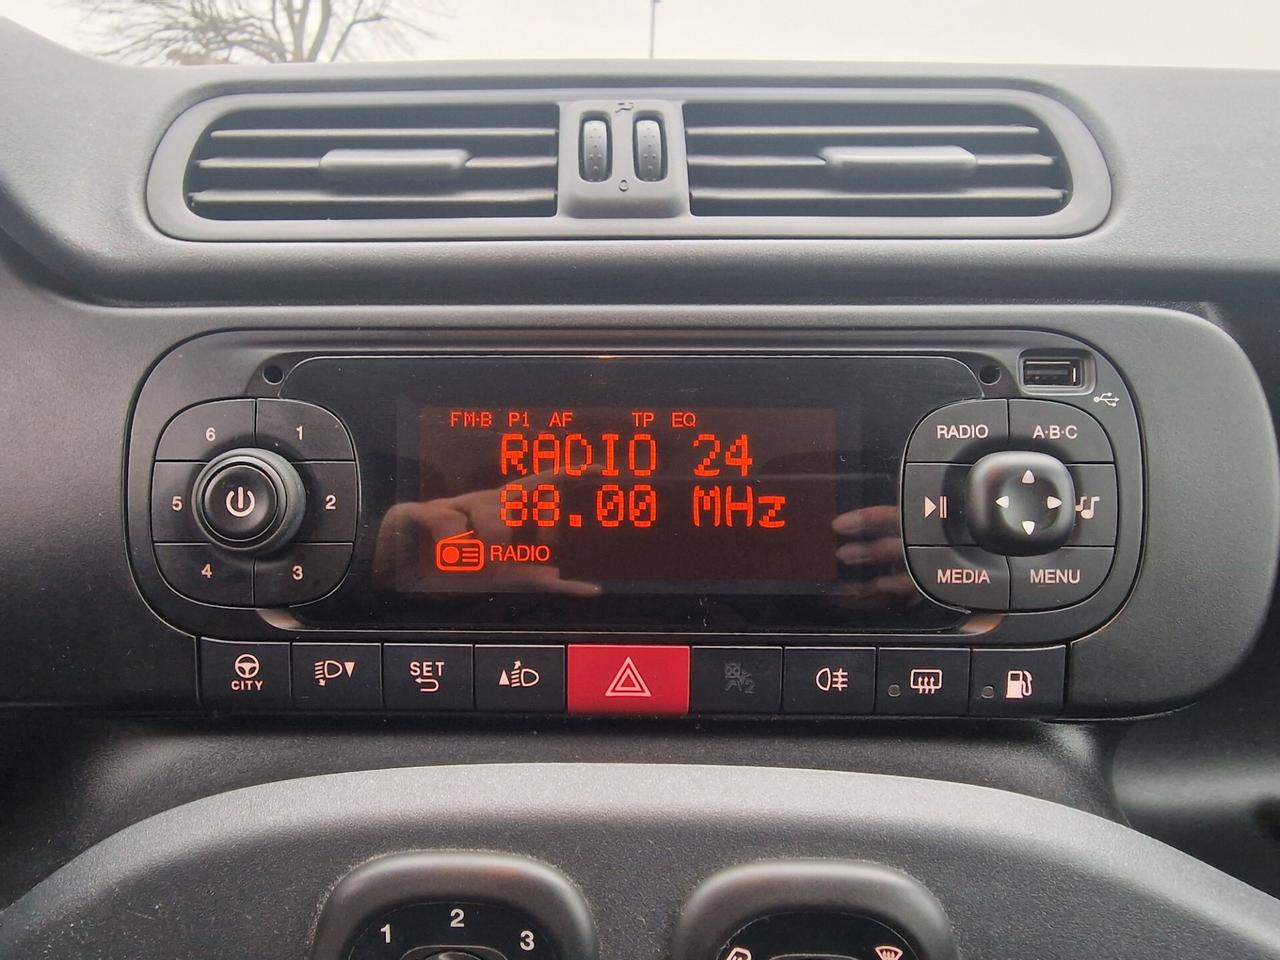 FM-B P1 AF TP EQ
RADIO 24
88.00 MHz
RADIO
6 1
5 2
4 3
RADIO A·B·C
MEDIA MENU
CITY
SET
1 2 3